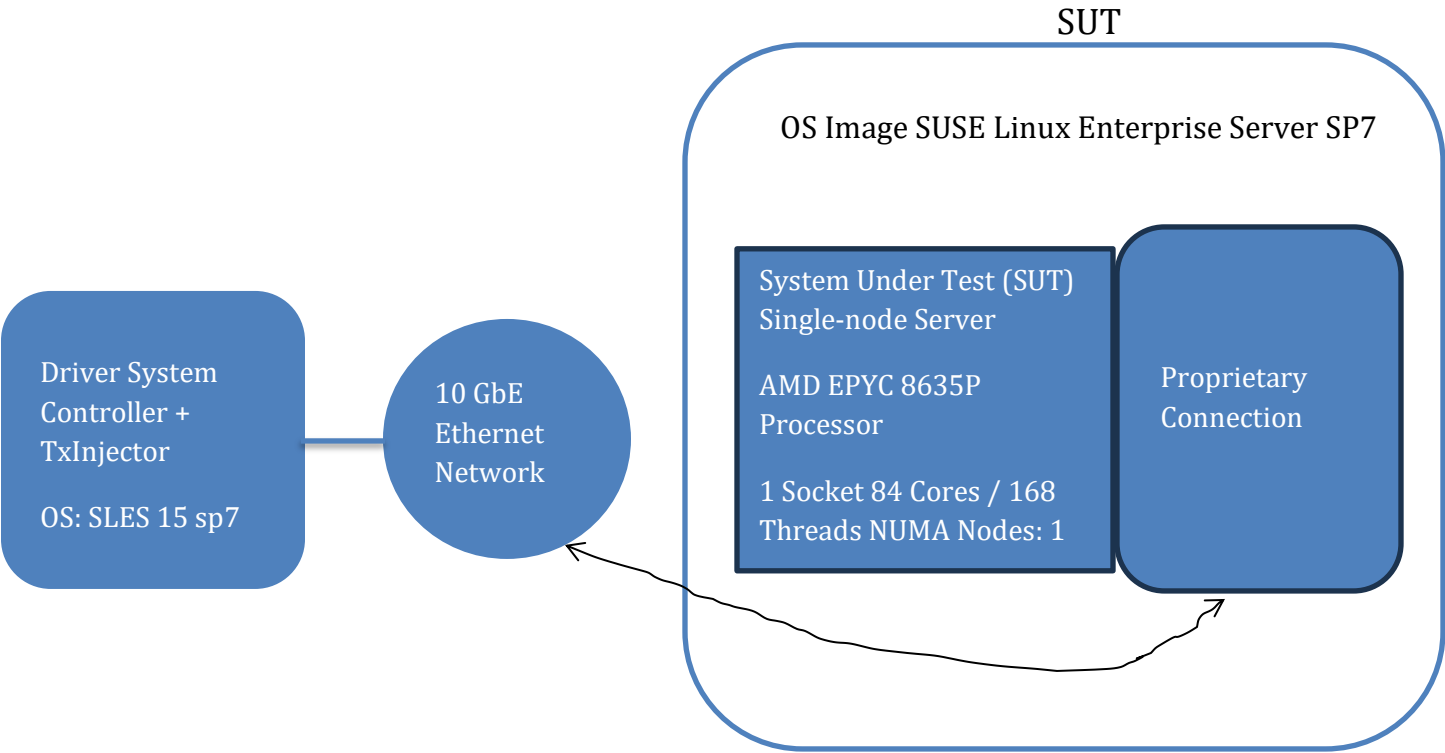 SUT
OS Image SUSE Linux Enterprise Server SP7
System Under Test (SUT)
Single-node Server
AMD EPYC 8635P
Processor
1 Socket 84 Cores / 168
Threads NUMA Nodes: 1
Proprietary
Connection
Driver System
Controller +
TxInjector
OS: SLES 15 sp7
10 GbE
Ethernet
Network